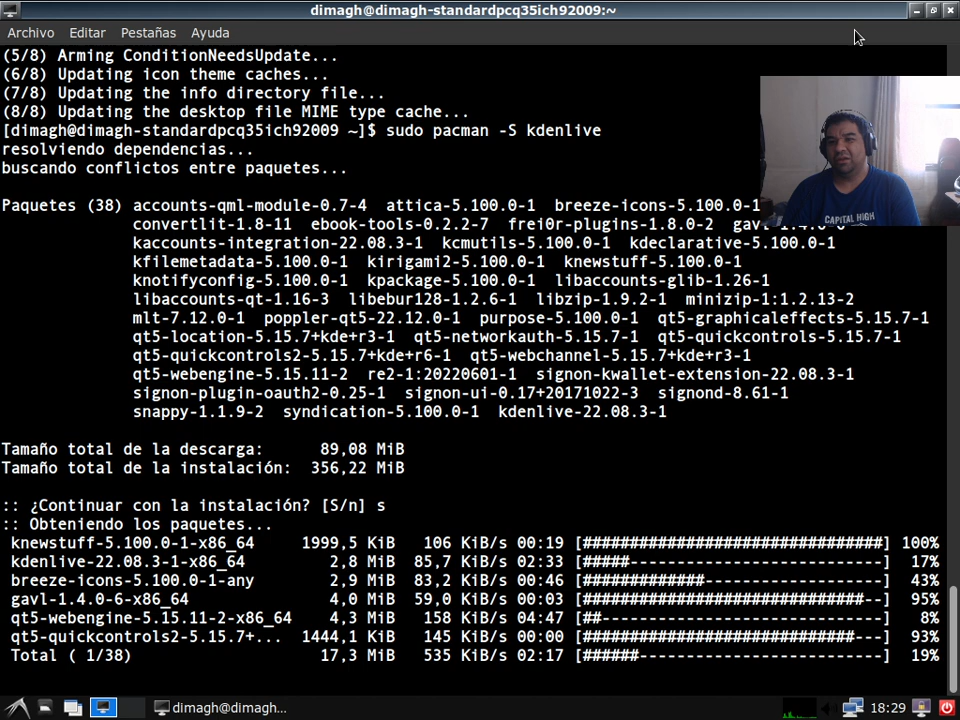 dimagh@dimagh-standardpcq35ich92009:~
Archivo Editar Pestañas Ayuda
(5/8) Arming ConditionNeedsUpdate...
(6/8) Updating icon theme caches...
(7/8) Updating the info directory file...
(8/8) Updating the desktop file MIME type cache...
[dimagh@dimagh-standardpcq35ich92009 ~]$ sudo pacman -S kdenlive
resolviendo dependencias...
buscando conflictos entre paquetes...
Paquetes (38) accounts-qml-module-0.7-4 attica-5.100.0-1 breeze-icons-5.100.0-1
convertlit-1.8-11 ebook-tools-0.2.2-7 frei0r-plugins-1.8.0-2
kaccounts-integration-22.08.3-1 kcmutils-5.100.0-1 kdeclarative-5.100.0-1
kfilemetadata-5.100.0-1 kirigami2-5.100.0-1 knewstuff-5.100.0-1
knotifyconfig-5.100.0-1 kpackage-5.100.0-1 libaccounts-glib-1.26-1
libaccounts-qt-1.16-3 libebur128-1.2.6-1 libzip-1.9.2-1 minizip-1:1.2.13-2
mlt-7.12.0-1 poppler-qt5-22.12.0-1 purpose-5.100.0-1 qt5-graphicaleffects-5.15.7-1
qt5-location-5.15.7+kde+r3-1 qt5-networkauth-5.15.7-1 qt5-quickcontrols-5.15.7-1
qt5-quickcontrols2-5.15.7+kde+r6-1 qt5-webchannel-5.15.7+kde+r3-1
qt5-webengine-5.15.11-2 re2-1:20220601-1 signon-kwallet-extension-22.08.3-1
signon-plugin-oauth2-0.25-1 signon-ui-0.17+20171022-3 signond-8.61-1
snappy-1.1.9-2 syndication-5.100.0-1 kdenlive-22.08.3-1
Tamaño total de la descarga: 89,08 MiB
Tamaño total de la instalación: 356,22 MiB
:: ¿Continuar con la instalación? [S/n] s
:: Obteniendo los paquetes...
knewstuff-5.100.0-1-x86_64 1999,5 KiB 106 KiB/s 00:19 [################################] 100%
kdenlive-22.08.3-1-x86_64 2,8 MiB 85,7 KiB/s 02:33 [#####---------------------------] 17%
breeze-icons-5.100.0-1-any 2,9 MiB 83,2 KiB/s 00:46 [#############-------------------] 43%
gavl-1.4.0-6-x86_64 4,0 MiB 59,0 KiB/s 00:03 [##############################--] 95%
qt5-webengine-5.15.11-2-x86_64 4,3 MiB 158 KiB/s 04:47 [##------------------------------] 8%
qt5-quickcontrols2-5.15.7+... 1444,1 KiB 145 KiB/s 00:00 [#############################---] 93%
Total ( 1/38) 17,3 MiB 535 KiB/s 02:17 [######--------------------------] 19%
CAPITAL HIGH
dimagh@dimagh...
18:29